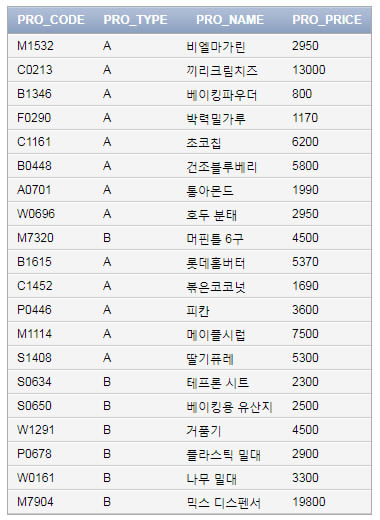 PRO_CODE PRO_TYPE PRO_NAME PRO_PRICE
M1532 A 비엘마가린 2950
C0213 A 끼리크림치즈 13000
B1346 A 베이킹파우더 800
F0290 A 박력밀가루 1170
C1161 A 초코칩 6200
B0448 A 건조블루베리 5800
A0701 A 통아몬드 1990
W0696 A 호두 분태 2950
M7320 B 머핀틀 6구 4500
B1615 A 롯데홈버터 5370
C1452 A 볶은코코넛 1690
P0446 A 피칸 3600
M1114 A 메이플시럽 7500
S1408 A 딸기퓨레 5300
S0634 B 테프론 시트 2300
S0650 B 베이킹용 유산지 2500
W1291 B 거품기 4500
P0678 B 플라스틱 밀대 2900
W0161 B 나무 밀대 3300
M7904 B 믹스 디스펜서 19800